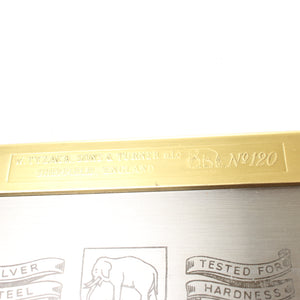 W. TYZACK SONS & TURNER LTD
SHEFFIELD ENGLAND
Nº120
SILVER STEEL
TESTED FOR HARDNESS